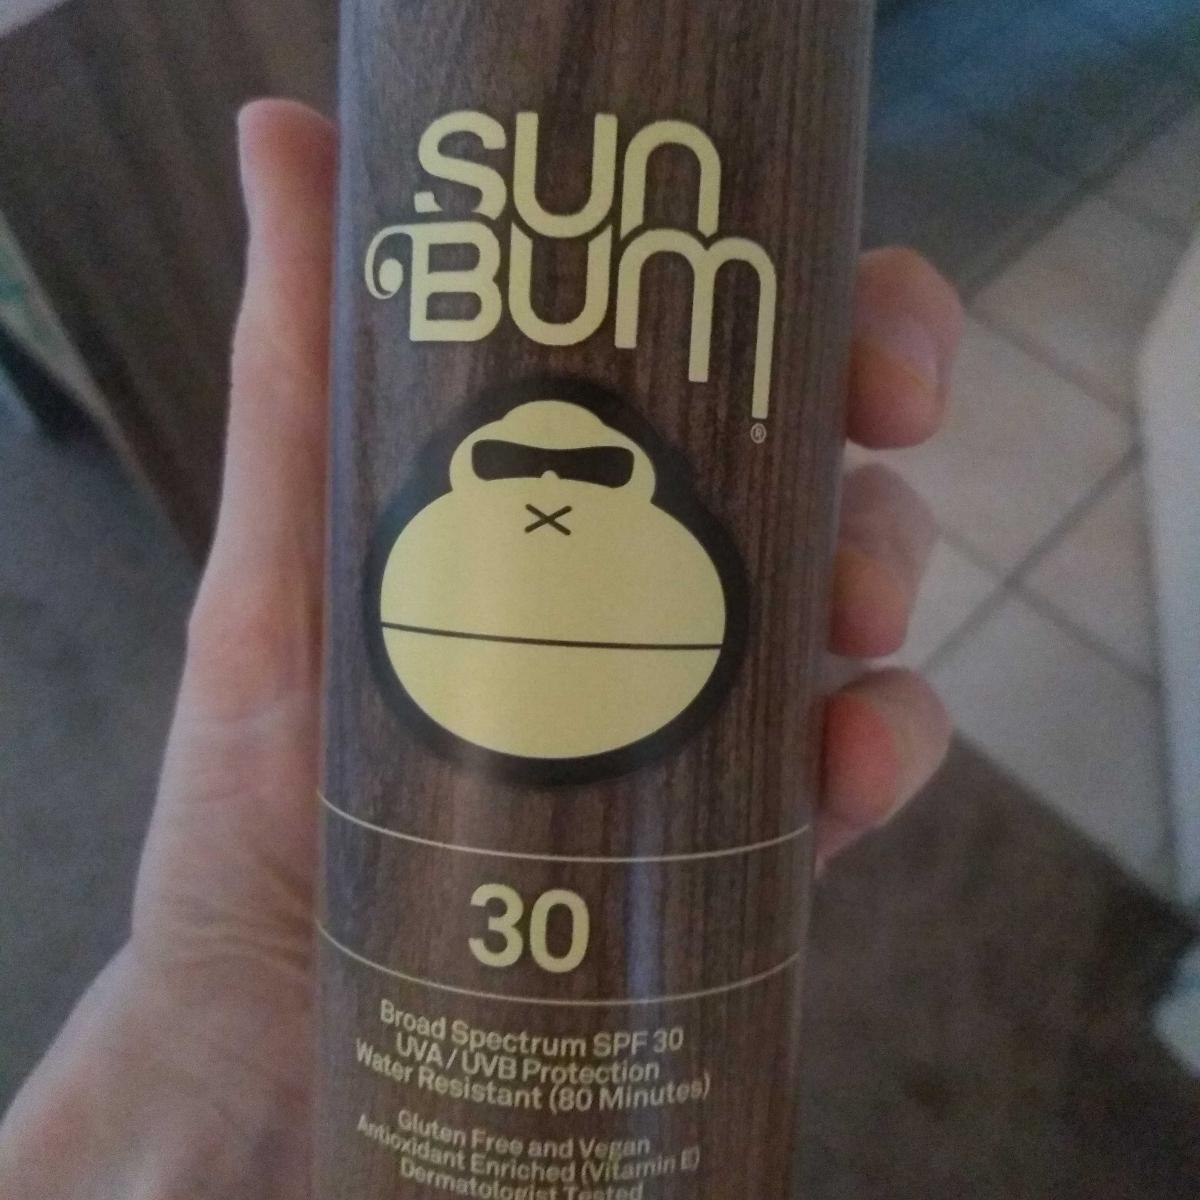 SUN
BUM®
30
Broad Spectrum SPF 30
UVA / UVB Protection
Water Resistant (80 Minutes)
Gluten Free and Vegan
Antioxidant Enriched (Vitamin E)
Dermatologist Tested